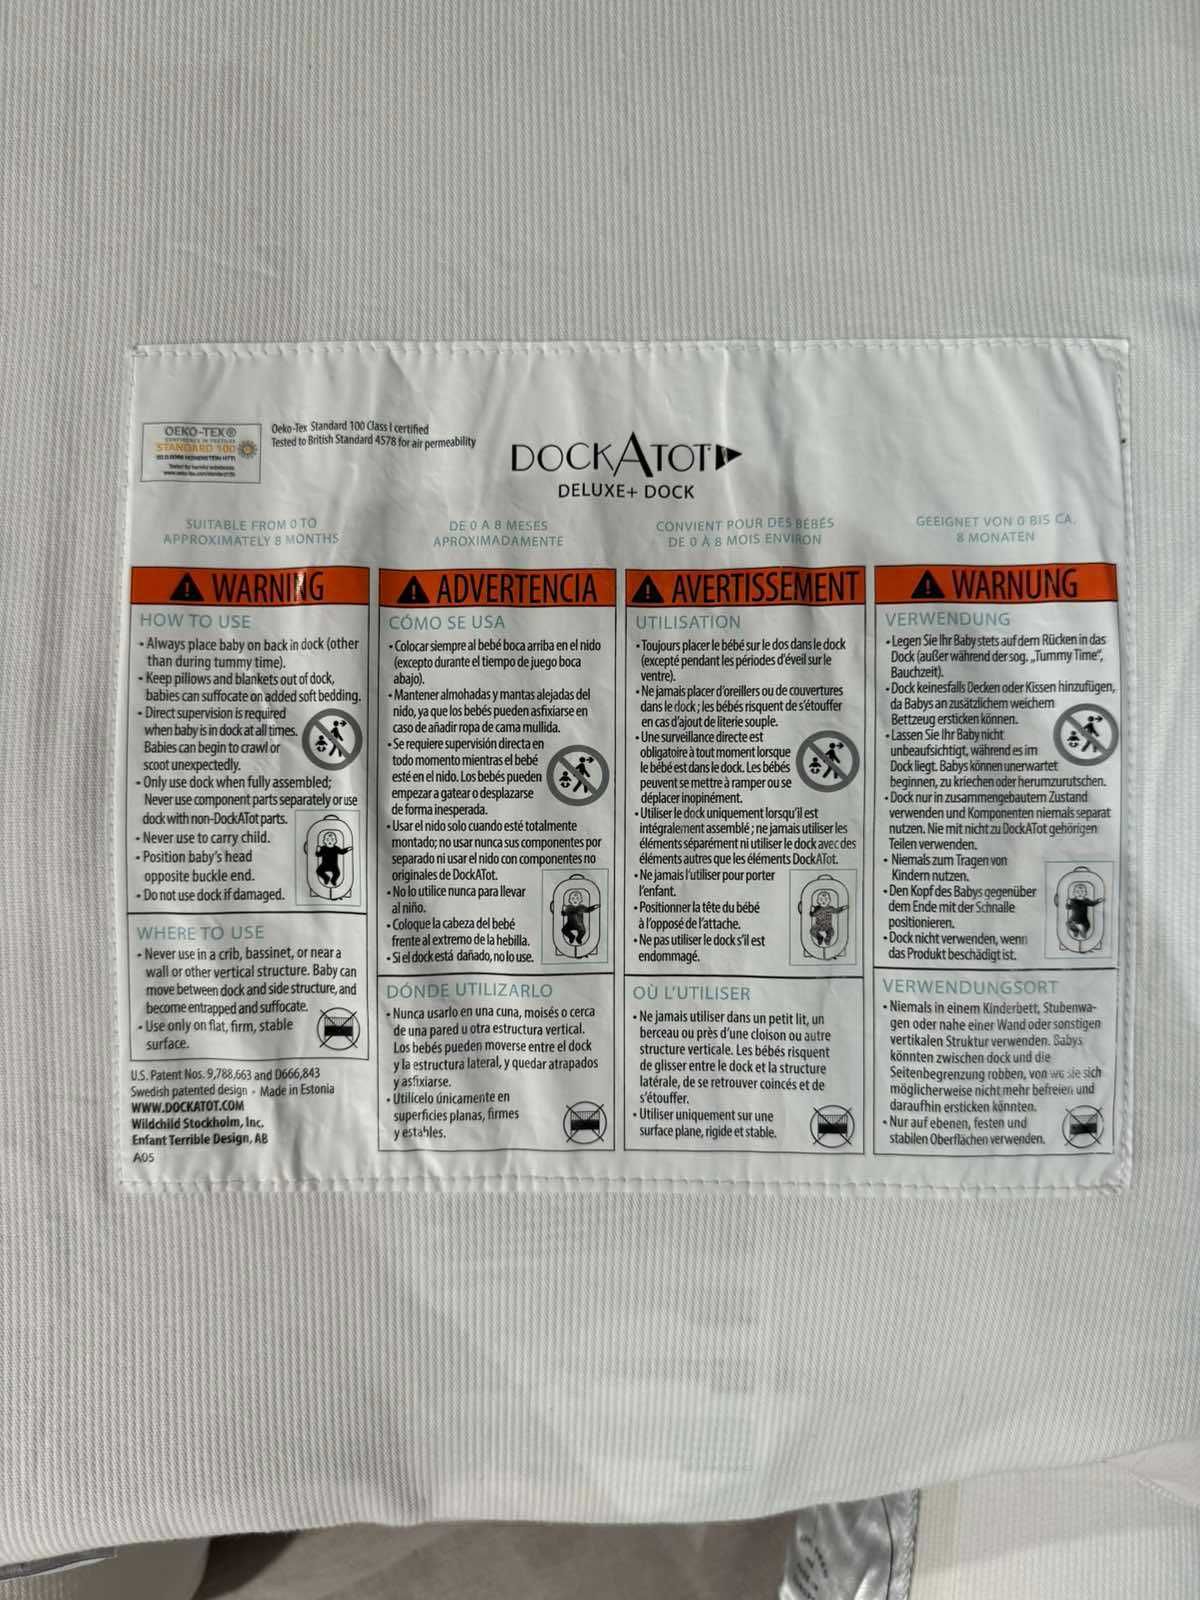 OEKO-TEX®
CONFIDENCE IN TEXTILES
STANDARD 100
Tested for harmful substances
www.oeko-tex.com/standard100
Oeko-Tex Standard 100 Class I certified
Tested to British Standard 4578 for air permeability
DOCKATOT
DELUXE+ DOCK
SUITABLE FROM 0 TO
APPROXIMATELY 8 MONTHS
WARNING
HOW TO USE
• Always place baby on back in dock (other
than during tummy time).
• Keep pillows and blankets out of dock,
babies can suffocate on added soft bedding.
• Direct supervision is required
when baby is in dock at all times.
Babies can begin to crawl or
scoot unexpectedly.
• Only use dock when fully assembled;
Never use component parts separately or use
dock with non-DockATot parts.
• Never use to carry child.
• Position baby's head
opposite buckle end.
• Do not use dock if damaged.
WHERE TO USE
• Never use in a crib, bassinet, or near a
wall or other vertical structure. Baby can
move between dock and side structure, and
become entrapped and suffocate.
• Use only on flat, firm, stable
surface.
U.S. Patent Nos. 9,788,663 and D666,843
Swedish patented design • Made in Estonia
WWW.DOCKATOT.COM
Wildchild Stockholm, Inc.
Enfant Terrible Design, AB
A05
DE 0 A 8 MESES
APROXIMADAMENTE
ADVERTENCIA
CÓMO SE USA
• Colocar siempre al bebé boca arriba en el nido
(excepto durante el tiempo de juego boca
abajo).
• Mantener almohadas y mantas alejadas del
nido, ya que los bebés pueden asfixiarse en
caso de añadir ropa de cama mullida.
• Se requiere supervisión directa en
todo momento mientras el bebé
esté en el nido. Los bebés pueden
empezar a gatear o desplazarse
de forma inesperada.
• Usar el nido solo cuando esté totalmente
montado; no usar nunca sus componentes por
separado ni usar el nido con componentes no
originales de DockATot.
• No lo utilice nunca para llevar
al niño.
• Coloque la cabeza del bebé
frente al extremo de la hebilla.
• Si el dock está dañado, no lo use.
DÓNDE UTILIZARLO
• Nunca usarlo en una cuna, moisés o cerca
de una pared u otra estructura vertical.
Los bebés pueden moverse entre el dock
y la estructura lateral, y quedar atrapados
y asfixiarse.
• Utilícelo únicamente en
superficies planas, firmes
y estables.
CONVIENT POUR DES BÉBÉS
DE 0 À 8 MOIS ENVIRON
AVERTISSEMENT
UTILISATION
• Toujours placer le bébé sur le dos dans le dock
(excepté pendant les périodes d'éveil sur le
ventre).
• Ne jamais placer d'oreillers ou de couvertures
dans le dock ; les bébés risquent de s'étouffer
en cas d'ajout de literie souple.
• Une surveillance directe est
obligatoire à tout moment lorsque
le bébé est dans le dock. Les bébés
peuvent se mettre à ramper ou se
déplacer inopinément.
• Utiliser le dock uniquement lorsqu'il est
intégralement assemblé ; ne jamais utiliser les
éléments séparément ni utiliser le dock avec des
éléments autres que les éléments DockATot.
• Ne jamais l'utiliser pour porter
l'enfant.
• Positionner la tête du bébé
à l'opposé de l'attache.
• Ne pas utiliser le dock s'il est
endommagé.
OÙ L'UTILISER
• Ne jamais utiliser dans un petit lit, un
berceau ou près d'une cloison ou autre
structure verticale. Les bébés risquent
de glisser entre le dock et la structure
latérale, de se retrouver coincés et de
s'étouffer.
• Utiliser uniquement sur une
surface plane, rigide et stable.
GEEIGNET VON 0 BIS CA.
8 MONATEN
WARNUNG
VERWENDUNG
• Legen Sie Ihr Baby stets auf dem Rücken in das
Dock (außer während der sog. „Tummy Time“,
Bauchzeit).
• Dock keinesfalls Decken oder Kissen hinzufügen,
da Babys an zusätzlichem weichem
Bettzeug ersticken können.
• Lassen Sie Ihr Baby nicht
unbeaufsichtigt, während es im
Dock liegt. Babys können unerwartet
beginnen, zu kriechen oder herumzurutschen.
• Dock nur in zusammengebautem Zustand
verwenden und Komponenten niemals separat
nutzen. Nie mit nicht zu DockATot gehörigen
Teilen verwenden.
• Niemals zum Tragen von
Kindern nutzen.
• Den Kopf des Babys gegenüber
dem Ende mit der Schnalle
positionieren.
• Dock nicht verwenden, wenn
das Produkt beschädigt ist.
VERWENDUNGSORT
• Niemals in einem Kinderbett, Stubenwa-
gen oder nahe einer Wand oder sonstigen
vertikalen Struktur verwenden. Babys
könnten zwischen dock und die
Seitenbegrenzung robben, von wo sie sich
möglicherweise nicht mehr befreien und
daraufhin ersticken könnten.
• Nur auf ebenen, festen und
stabilen Oberflächen verwenden.